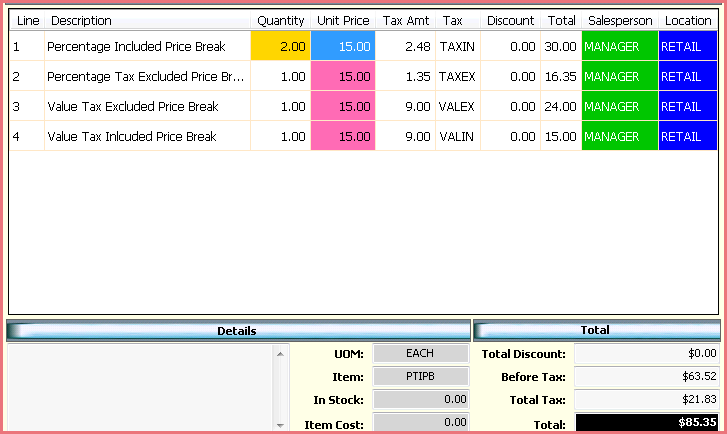 Line Description Quantity Unit Price Tax Amt Tax Discount Total Salesperson Location
1 Percentage Included Price Break 2.00 15.00 2.48 TAXIN 0.00 30.00 MANAGER RETAIL
2 Percentage Tax Excluded Price Br... 1.00 15.00 1.35 TAXEX 0.00 16.35 MANAGER RETAIL
3 Value Tax Excluded Price Break 1.00 15.00 9.00 VALEX 0.00 24.00 MANAGER RETAIL
4 Value Tax Inlcuded Price Break 1.00 15.00 9.00 VALIN 0.00 15.00 MANAGER RETAIL
Details Total
UOM: EACH Total Discount: $0.00
Item: PTIPB Before Tax: $63.52
In Stock: 0.00 Total Tax: $21.83
Item Cost: 0.00 Total: $85.35